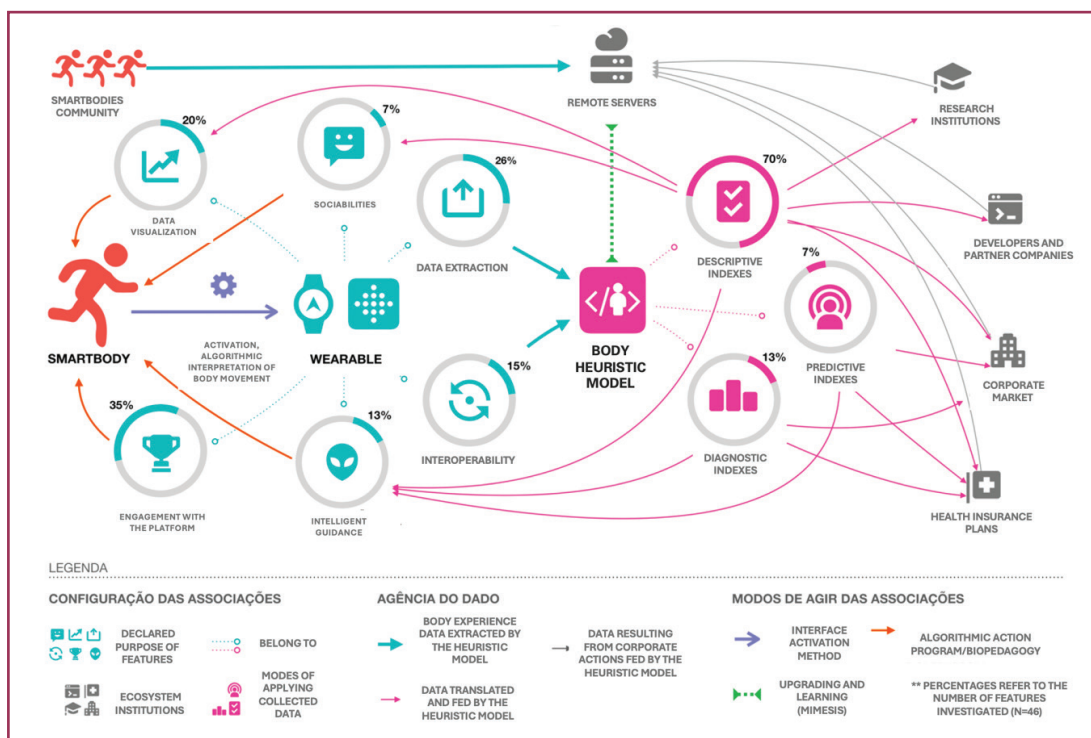 SMARTBODIES
COMMUNITY
REMOTE SERVERS
RESEARCH
INSTITUTIONS
20%
DATA
VISUALIZATION
7%
SOCIABILITIES
26%
DATA EXTRACTION
70%
DESCRIPTIVE
INDEXES
DEVELOPERS AND
PARTNER COMPANIES
7%
PREDICTIVE
INDEXES
SMARTBODY
ACTIVATION,
ALGORITHMIC
INTERPRETATION OF
BODY MOVEMENT
WEARABLE
</>
BODY
HEURISTIC
MODEL
CORPORATE
MARKET
35%
ENGAGEMENT WITH
THE PLATFORM
13%
INTELLIGENT
GUIDANCE
15%
INTEROPERABILITY
13%
DIAGNOSTIC
INDEXES
HEALTH INSURANCE
PLANS
LEGENDA
CONFIGURAÇÃO DAS ASSOCIAÇÕES
DECLARED
PURPOSE OF
FEATURES
BELONG TO
ECOSYSTEM
INSTITUTIONS
MODES OF
APPLYING
COLLECTED
DATA
AGÊNCIA DO DADO
BODY EXPERIENCE
DATA EXTRACTED BY
THE HEURISTIC
MODEL
DATA RESULTING
FROM CORPORATE
ACTIONS FED BY THE
HEURISTIC MODEL
DATA TRANSLATED
AND FED BY THE
HEURISTIC MODEL
MODOS DE AGIR DAS ASSOCIAÇÕES
INTERFACE
ACTIVATION
METHOD
ALGORITHMIC ACTION
PROGRAM/BIOPEDAGOGY
UPGRADING AND
LEARNING
(MIMESIS)
** PERCENTAGES REFER TO THE
NUMBER OF FEATURES
INVESTIGATED (N=46)